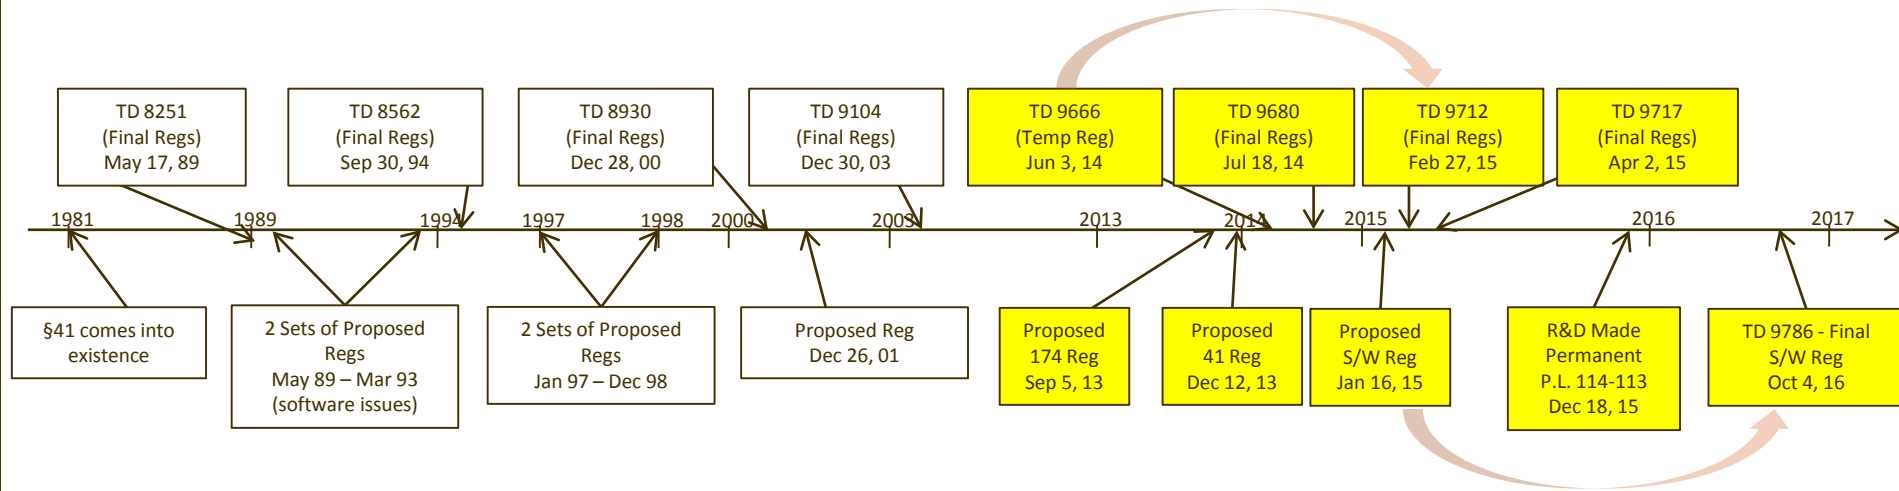 TD 8251
(Final Regs)
May 17, 89
TD 8562
(Final Regs)
Sep 30, 94
TD 8930
(Final Regs)
Dec 28, 00
TD 9104
(Final Regs)
Dec 30, 03
TD 9666
(Temp Reg)
Jun 3, 14
TD 9680
(Final Regs)
Jul 18, 14
TD 9712
(Final Regs)
Feb 27, 15
TD 9717
(Final Regs)
Apr 2, 15
1981
1989
1994
1997
1998
2000
2003
2013
2014
2015
2016
2017
§41 comes into
existence
2 Sets of Proposed
Regs
May 89 – Mar 93
(software issues)
2 Sets of Proposed
Regs
Jan 97 – Dec 98
Proposed Reg
Dec 26, 01
Proposed
174 Reg
Sep 5, 13
Proposed
41 Reg
Dec 12, 13
Proposed
S/W Reg
Jan 16, 15
R&D Made
Permanent
P.L. 114-113
Dec 18, 15
TD 9786 - Final
S/W Reg
Oct 4, 16